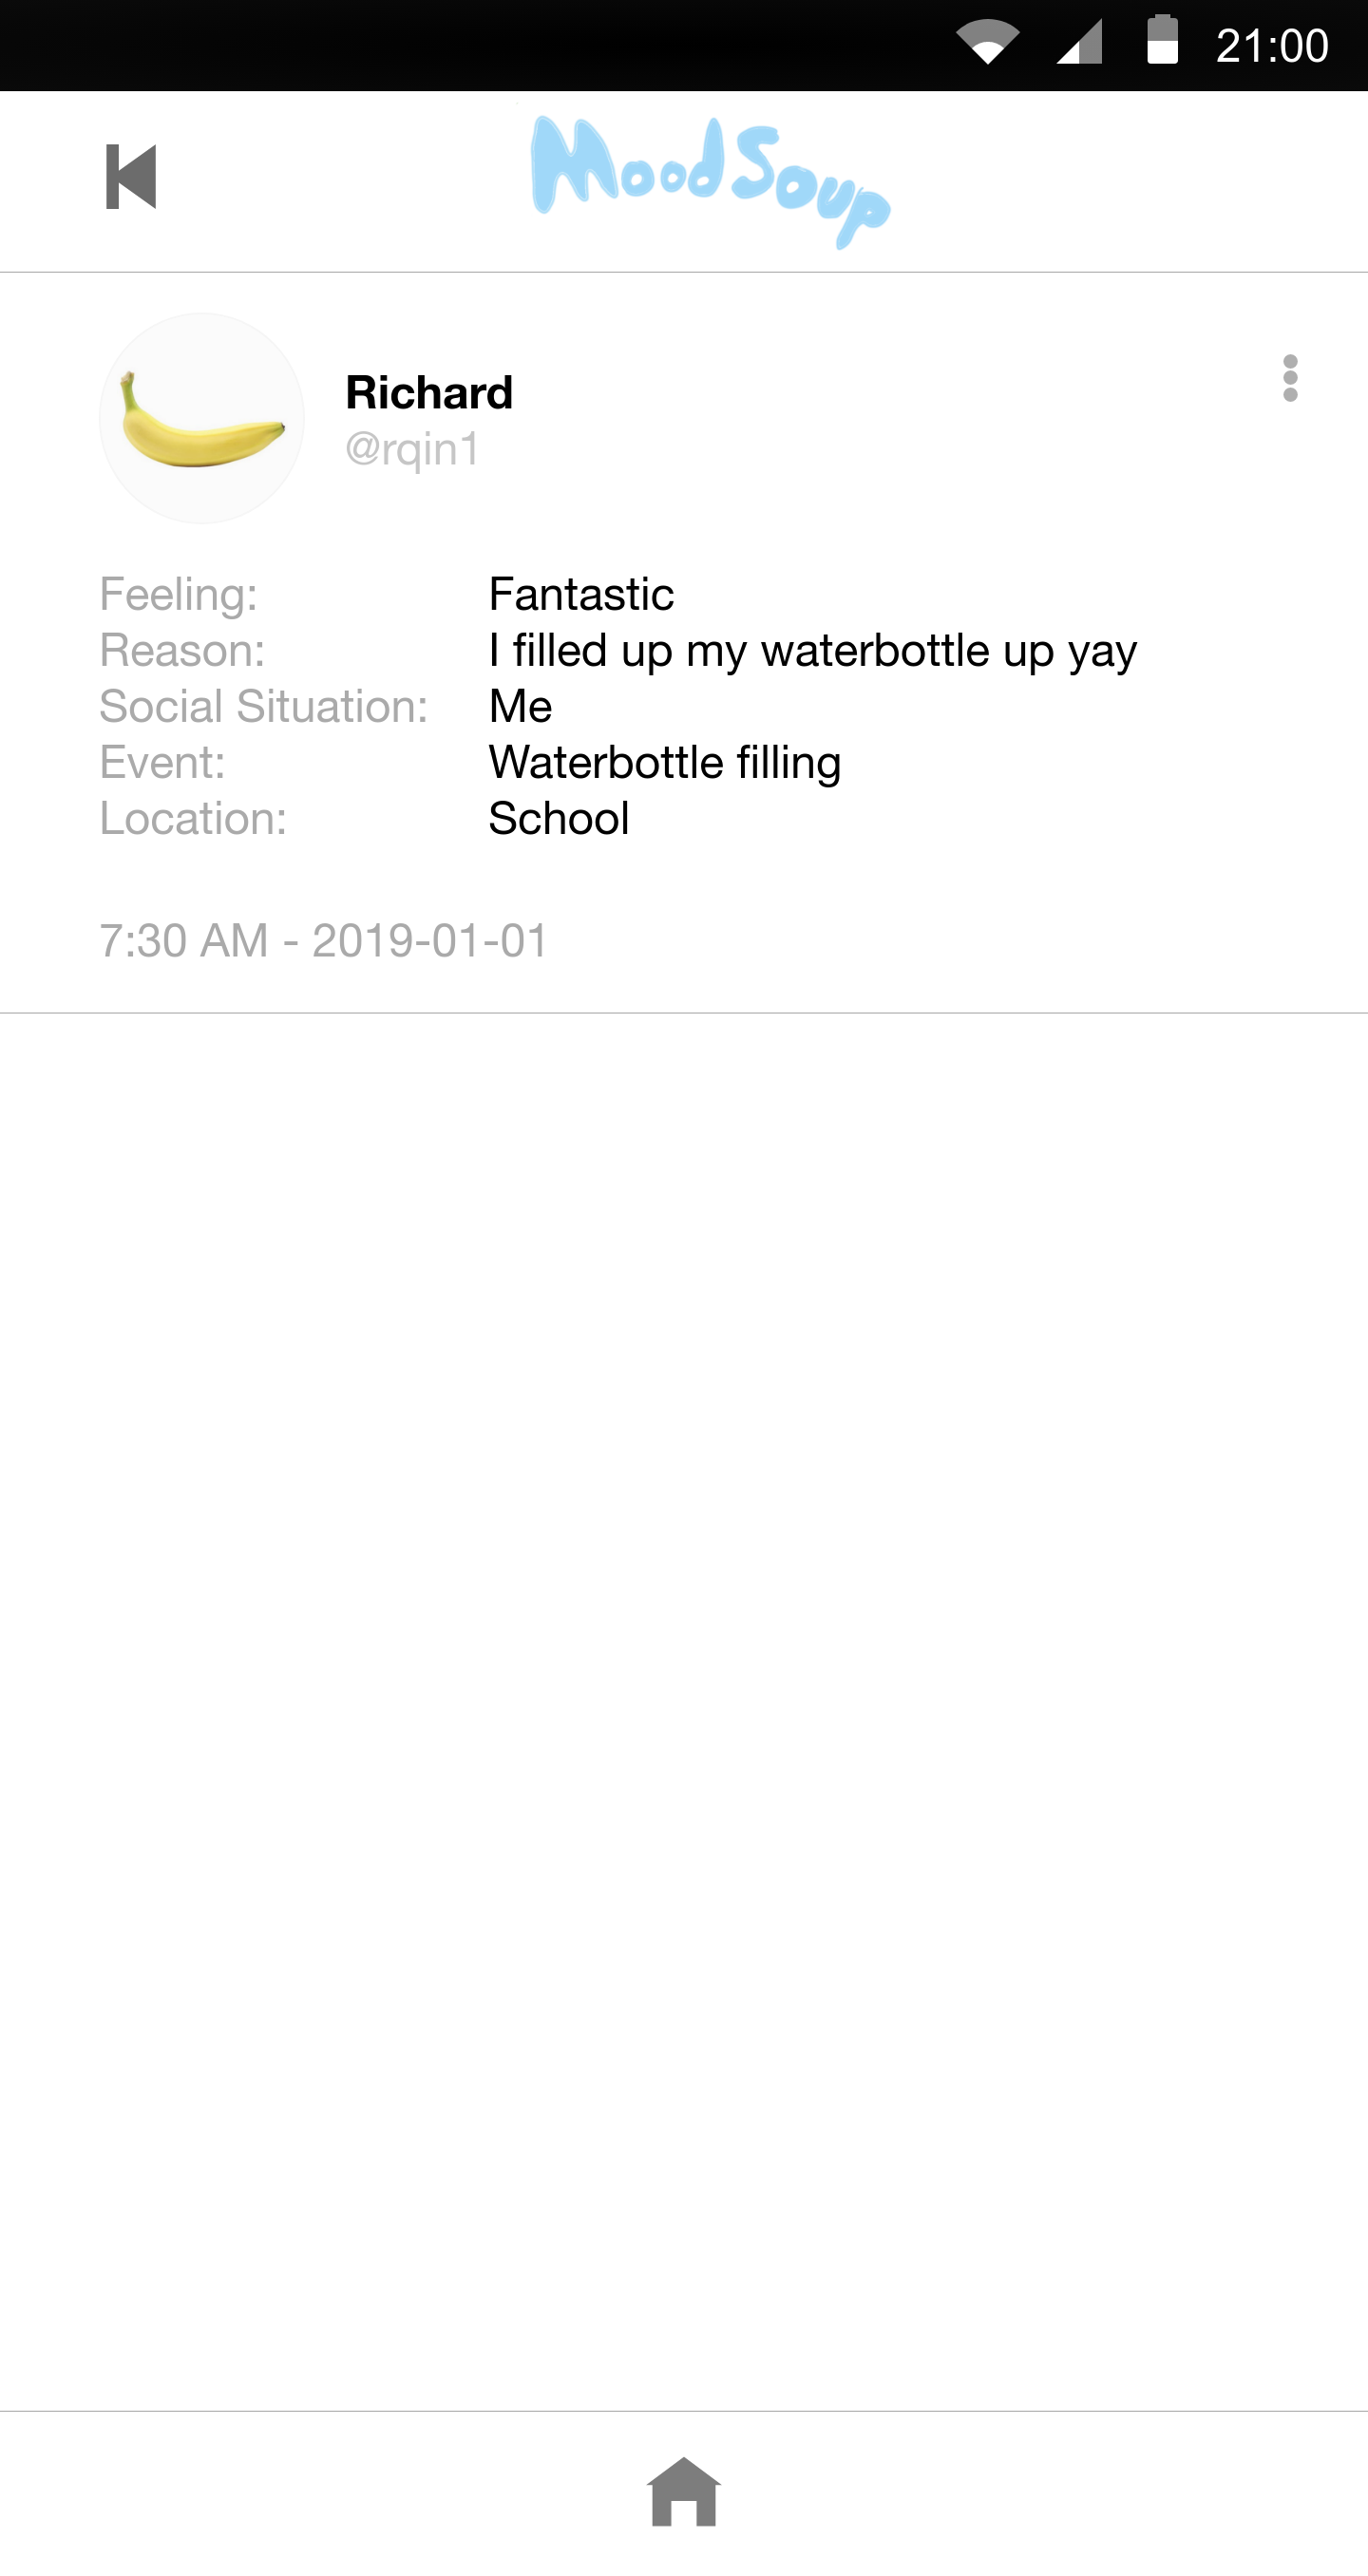 21:00
MoodSoup
Richard
@rqin1
Feeling: Fantastic
Reason: I filled up my waterbottle up yay
Social Situation: Me
Event: Waterbottle filling
Location: School
7:30 AM - 2019-01-01